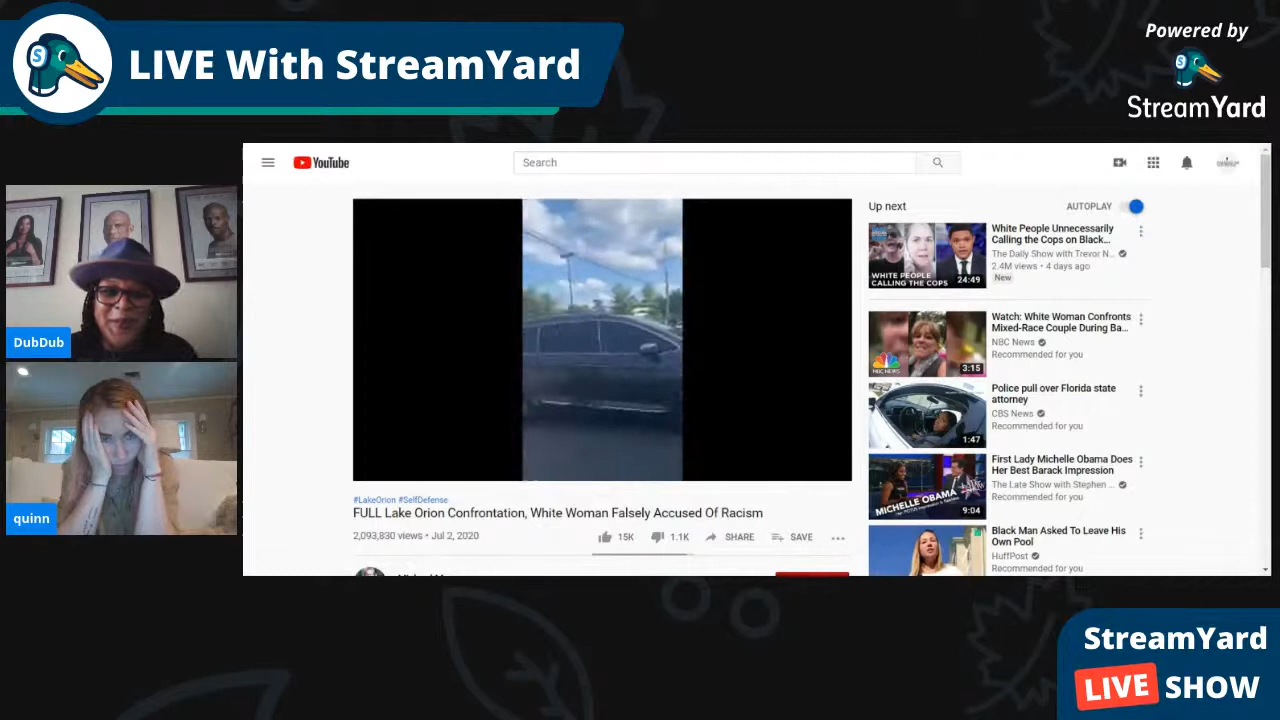 LIVE With StreamYard
Powered by
StreamYard
YouTube
Search
DubDub
quinn
#LakeOrion #SelfDefense
FULL Lake Orion Confrontation, White Woman Falsely Accused Of Racism
2,093,830 views • Jul 2, 2020
15K
1.1K
SHARE
SAVE
Up next
AUTOPLAY
WHITE PEOPLE
CALLING THE COPS
24:49
White People Unnecessarily
Calling the Cops on Black...
The Daily Show with Trevor N...
2.4M views • 4 days ago
New
NBC NEWS
3:15
Watch: White Woman Confronts
Mixed-Race Couple During Ba...
NBC News
Recommended for you
1:47
Police pull over Florida state
attorney
CBS News
Recommended for you
MICHELLE OBAMA
9:04
First Lady Michelle Obama Does
Her Best Barack Impression
The Late Show with Stephen ...
Recommended for you
Black Man Asked To Leave His
Own Pool
HuffPost
Recommended for you
StreamYard
LIVE SHOW